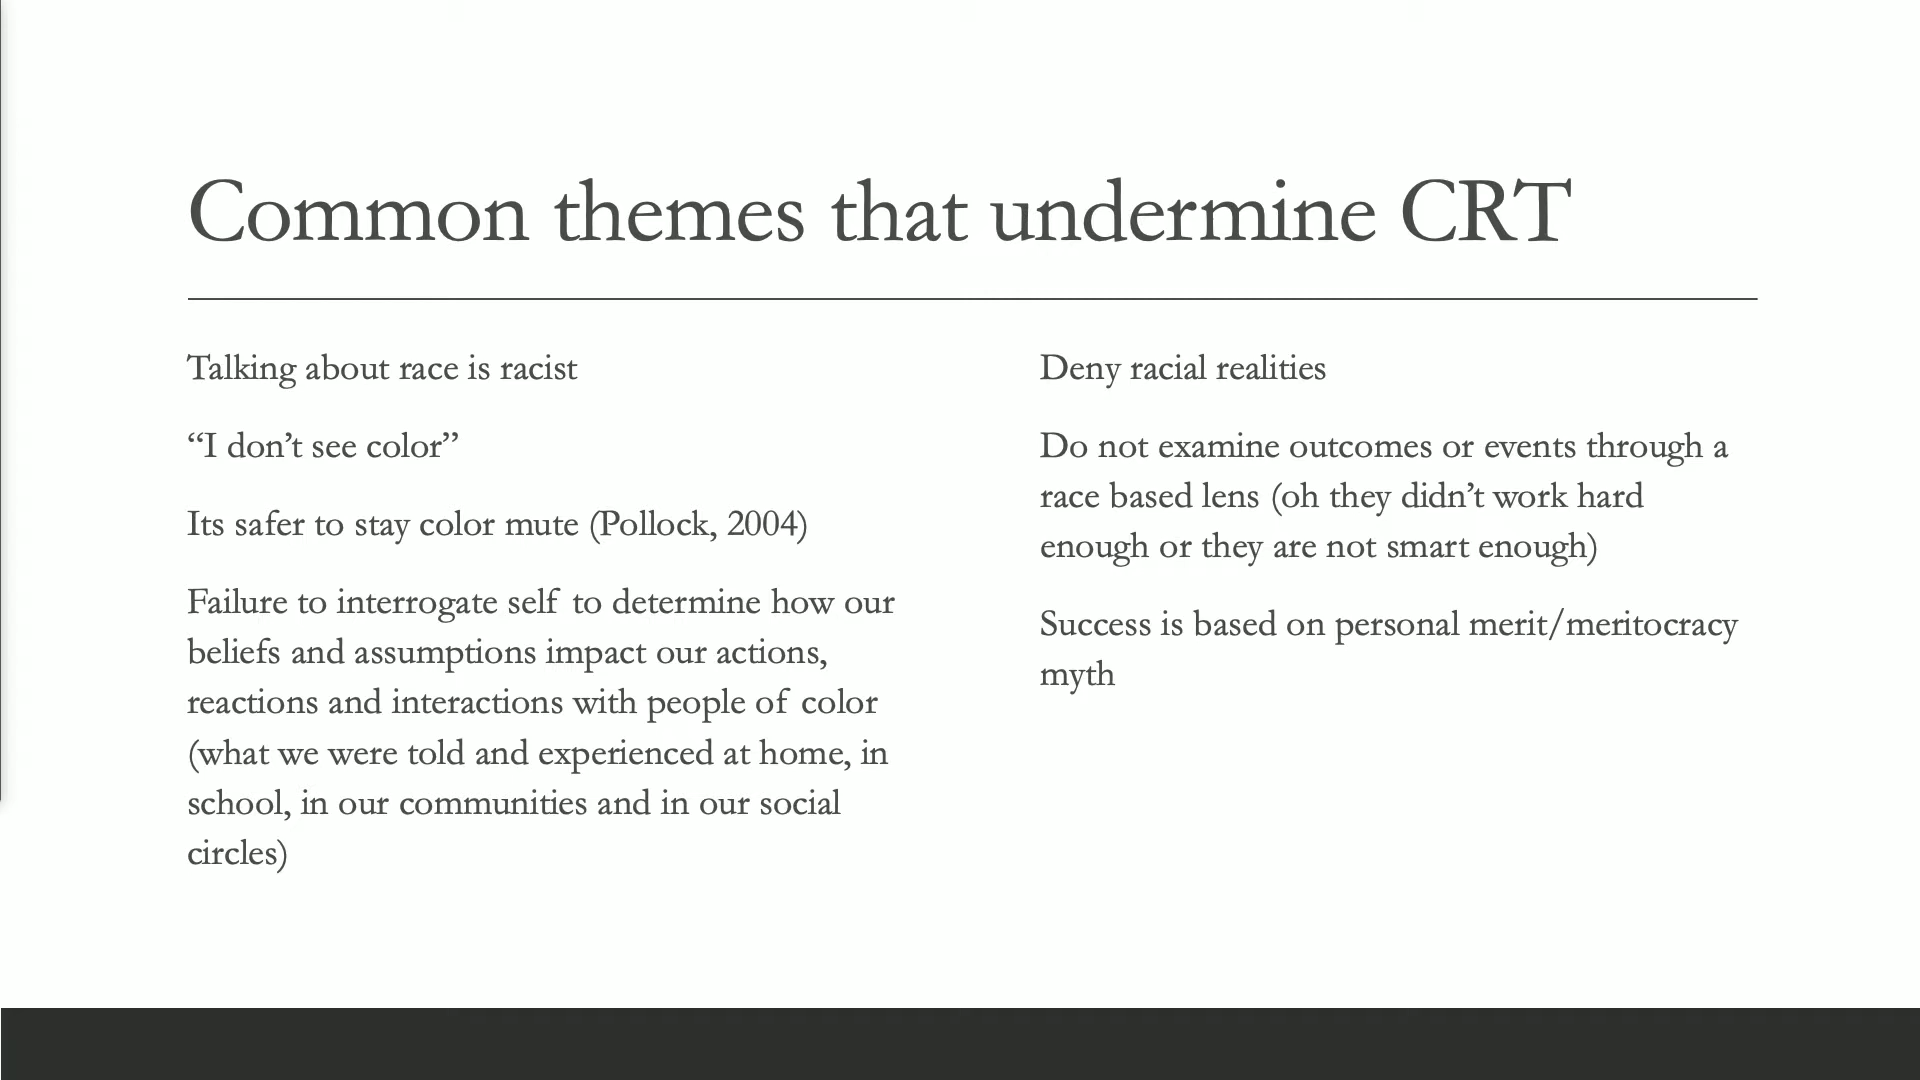 Common themes that undermine CRT
Talking about race is racist
“I don’t see color”
Its safer to stay color mute (Pollock, 2004)
Failure to interrogate self to determine how our
beliefs and assumptions impact our actions,
reactions and interactions with people of color
(what we were told and experienced at home, in
school, in our communities and in our social
circles)
Deny racial realities
Do not examine outcomes or events through a
race based lens (oh they didn’t work hard
enough or they are not smart enough)
Success is based on personal merit/meritocracy
myth